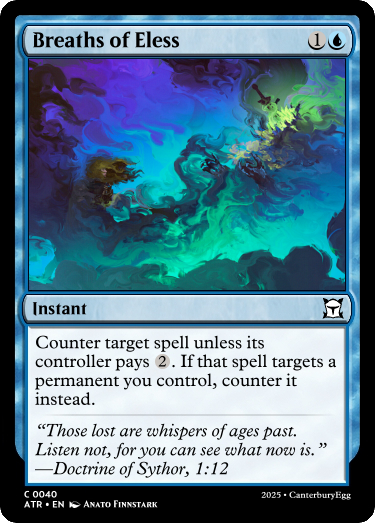 Breaths of Eless 1
Instant
Counter target spell unless its
controller pays 2. If that spell targets a
permanent you control, counter it
instead.
“Those lost are whispers of ages past.
Listen not, for you can see what now is.”
—Doctrine of Sythor, 1:12
C 0040
ATR • EN Anato Finnstark 2025 • CanterburyEgg